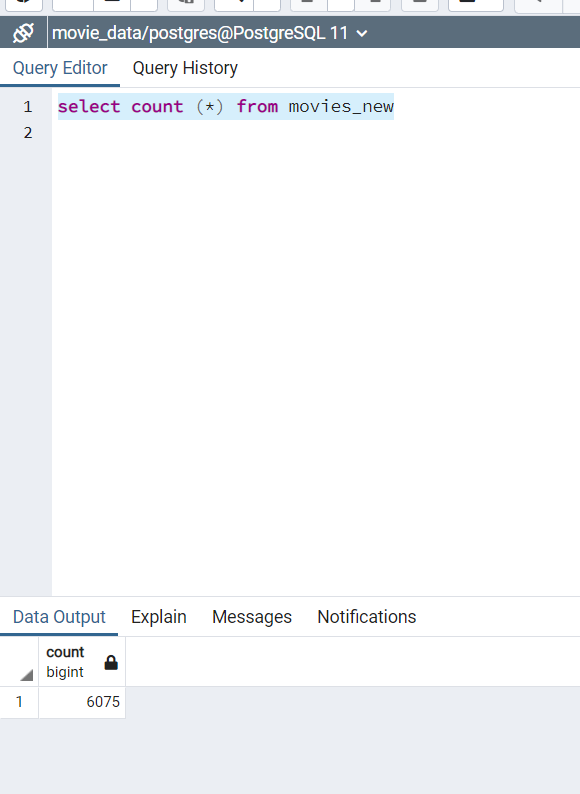 movie_data/postgres@PostgreSQL 11
Query Editor Query History
1 select count (*) from movies_new
2
Data Output Explain Messages Notifications
count
bigint
1 6075